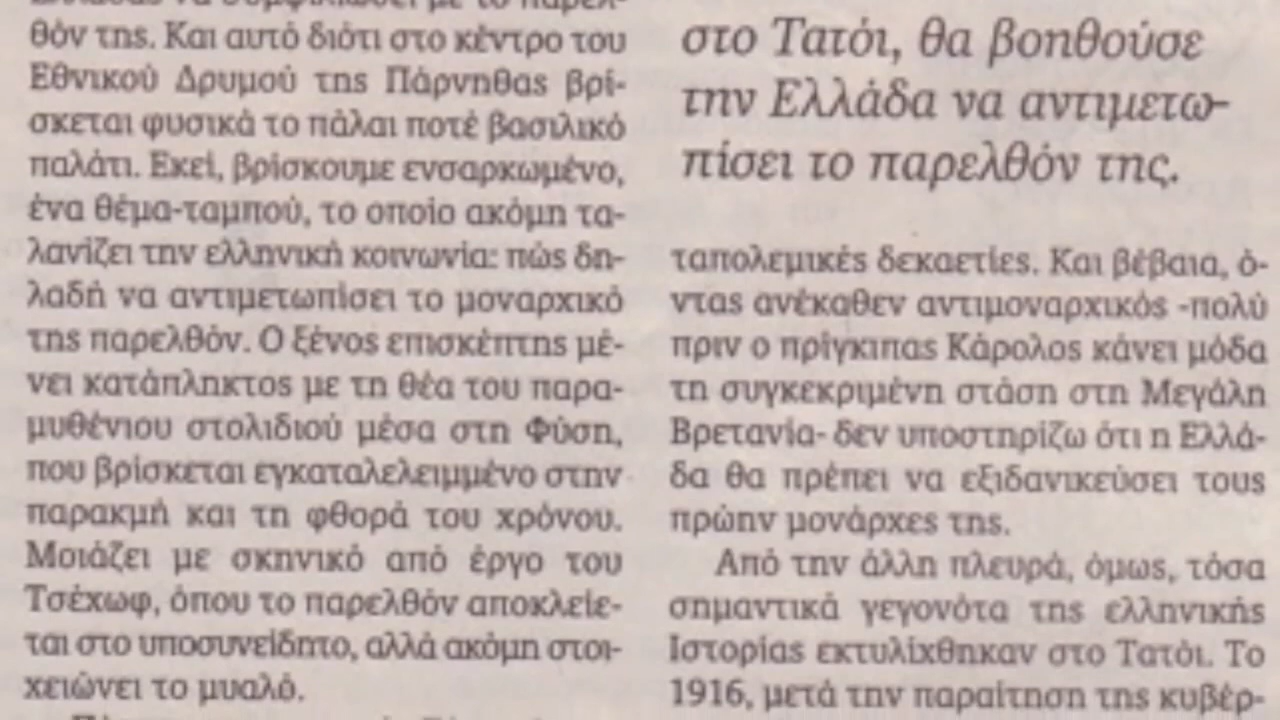 θόν της. Και αυτό διότι στο κέντρο του
Εθνικού Δρυμού της Πάρνηθας βρί-
σκεται φυσικά το πάλαι ποτέ βασιλικό
παλάτι. Εκεί, βρίσκουμε ενσαρκωμένο,
ένα θέμα-ταμπού, το οποίο ακόμη τα-
λανίζει την ελληνική κοινωνία: πώς δη-
λαδή να αντιμετωπίσει το μοναρχικό
της παρελθόν. Ο ξένος επισκέπτης μέ-
νει κατάπληκτος με τη θέα του παρα-
μυθένιου στολιδιού μέσα στη Φύση,
που βρίσκεται εγκαταλελειμμένο στην
παρακμή και τη φθορά του χρόνου.
Μοιάζει με σκηνικό από έργο του
Τσέχωφ, όπου το παρελθόν αποκλείε-
ται στο υποσυνείδητο, αλλά ακόμη στοι-
χειώνει το μυαλό.
στο Τατόι, θα βοηθούσε
την Ελλάδα να αντιμετω-
πίσει το παρελθόν της.
ταπολεμικές δεκαετίες. Και βέβαια, ό-
ντας ανέκαθεν αντιμοναρχικός -πολύ
πριν ο πρίγκιπας Κάρολος κάνει μόδα
τη συγκεκριμένη στάση στη Μεγάλη
Βρετανία- δεν υποστηρίζω ότι η Ελλά-
δα θα πρέπει να εξιδανικεύσει τους
πρώην μονάρχες της.
Από την άλλη πλευρά, όμως, τόσα
σημαντικά γεγονότα της ελληνικής
Ιστορίας εκτυλίχθηκαν στο Τατόι. Το
1916, μετά την παραίτηση της κυβέρ-